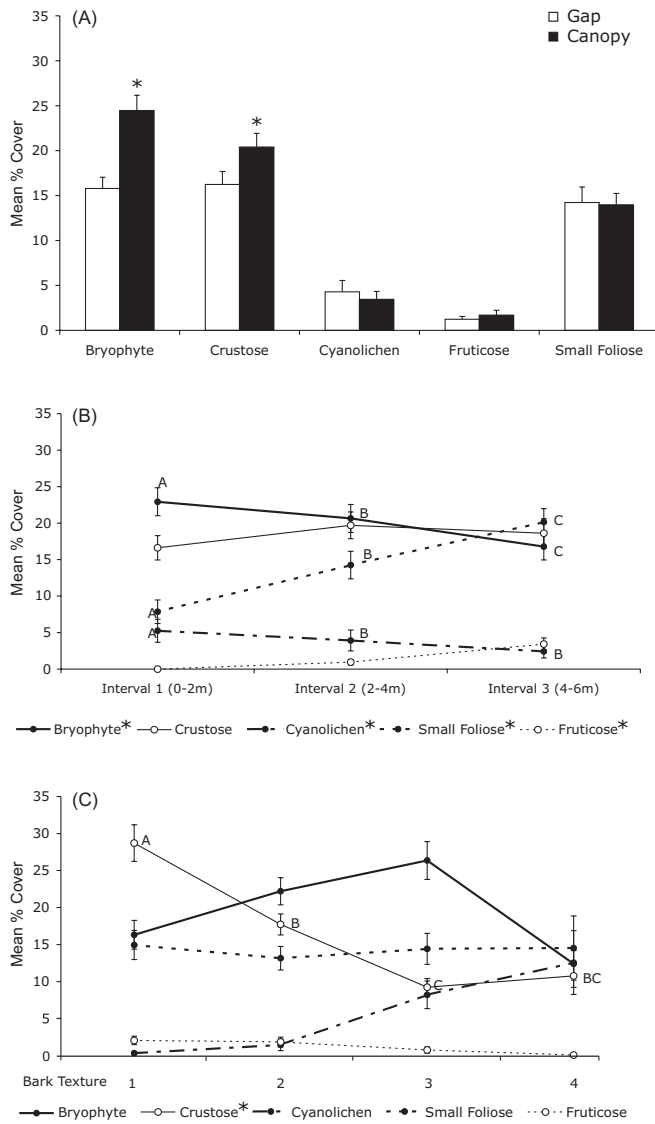 (A)
Gap
Canopy
Mean % Cover
35
30
25
20
15
10
5
0
*
*
Bryophyte Crustose Cyanolichen Fruticose Small Foliose
(B)
Mean % Cover
35
30
25
20
15
10
5
0
A
B
C
C
B
A
A
B
B
Interval 1 (0-2m) Interval 2 (2-4m) Interval 3 (4-6m)
Bryophyte* Crustose Cyanolichen* Small Foliose* Fruticose*
(C)
Mean % Cover
35
30
25
20
15
10
5
0
A
B
C
BC
Bark Texture 1 2 3 4
Bryophyte Crustose* Cyanolichen Small Foliose Fruticose